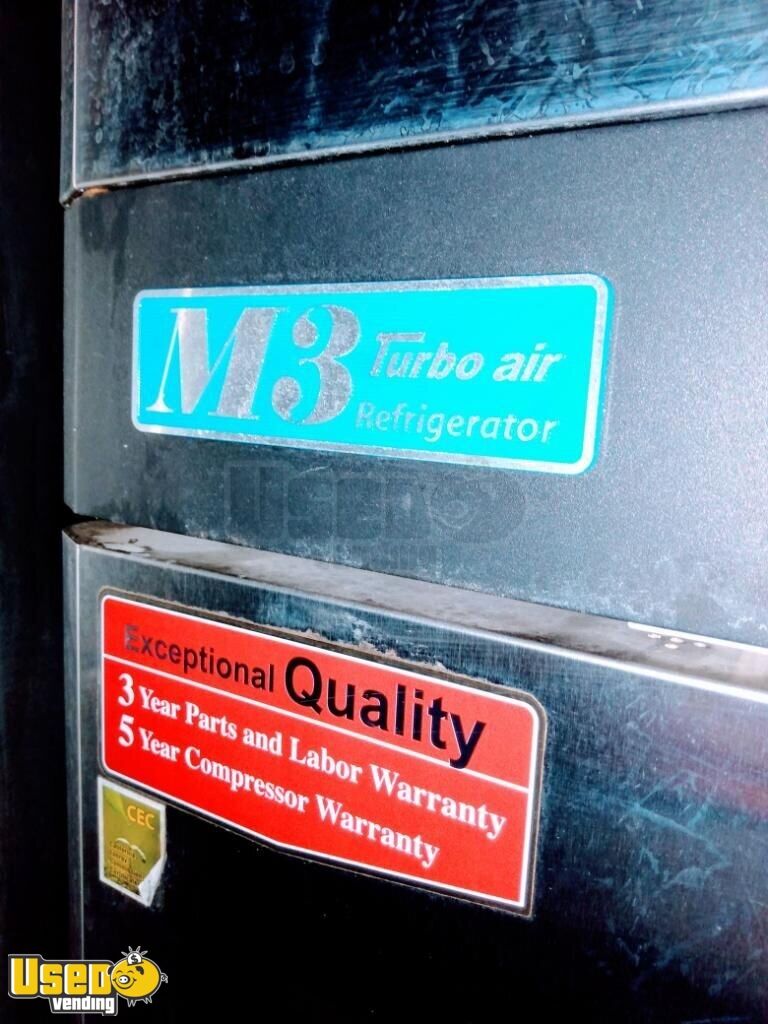 M3 Turbo air
Refrigerator
Exceptional Quality
3 Year Parts and Labor Warranty
5 Year Compressor Warranty
CEC
USED
vending